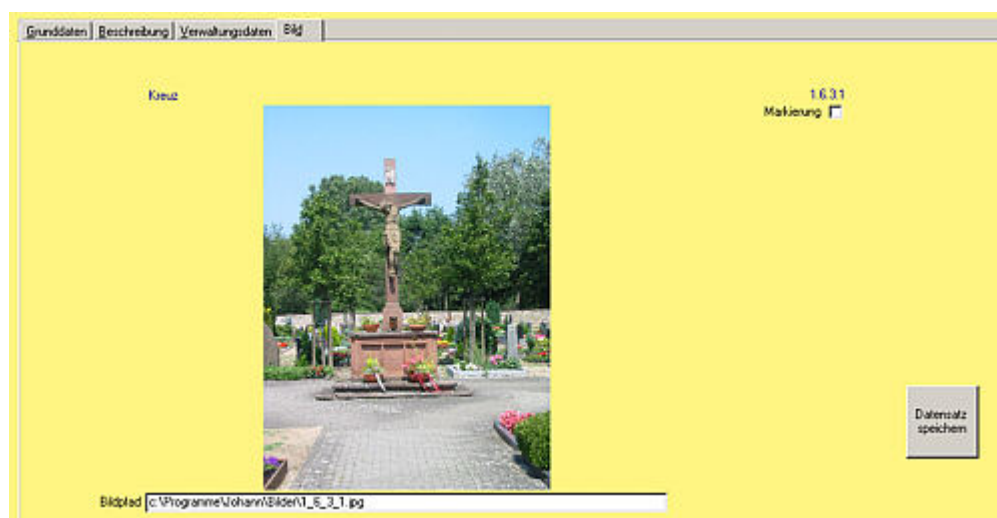 Grunddaten Beschreibung Verwaltungsdaten Bild
Kreuz
1.6.3.1
Markierung
Datensatz
speichern
Bildpfad c:\Programme\Johann\Bilder\1_6_3_1.jpg